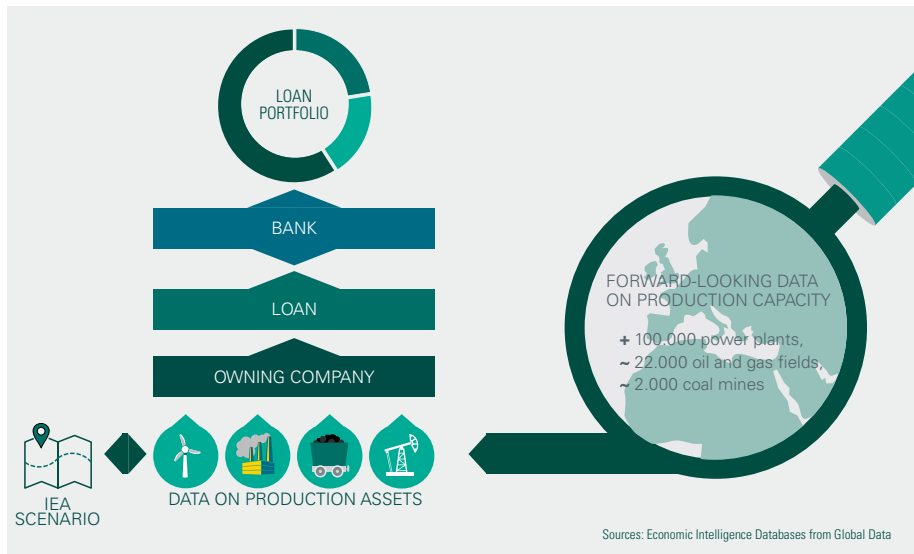 LOAN
PORTFOLIO
BANK
LOAN
OWNING COMPANY
IEA
SCENARIO
DATA ON PRODUCTION ASSETS
FORWARD-LOOKING DATA
ON PRODUCTION CAPACITY
+ 100.000 power plants,
~ 22.000 oil and gas fields,
~ 2.000 coal mines
Sources: Economic Intelligence Databases from Global Data